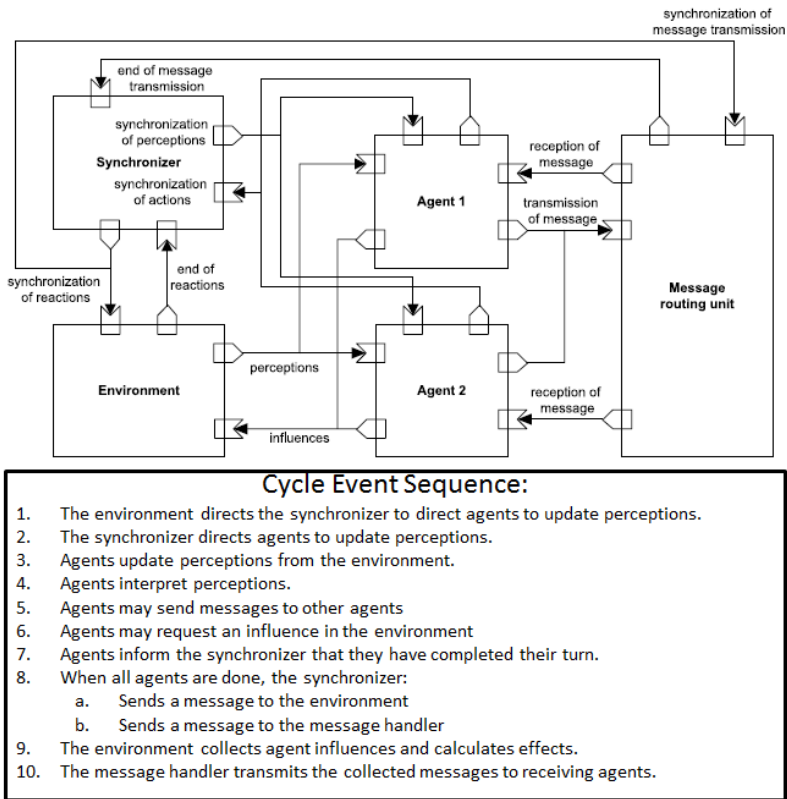 synchronization of
message transmission
end of message
transmission
synchronization
of perceptions
Synchronizer
synchronization
of actions
Agent 1
reception of
message
transmission
of message
synchronization
of reactions
end of
reactions
Message
routing unit
Environment
perceptions
Agent 2
reception of
message
influences
Cycle Event Sequence:
1. The environment directs the synchronizer to direct agents to update perceptions.
2. The synchronizer directs agents to update perceptions.
3. Agents update perceptions from the environment.
4. Agents interpret perceptions.
5. Agents may send messages to other agents
6. Agents may request an influence in the environment
7. Agents inform the synchronizer that they have completed their turn.
8. When all agents are done, the synchronizer:
a. Sends a message to the environment
b. Sends a message to the message handler
9. The environment collects agent influences and calculates effects.
10. The message handler transmits the collected messages to receiving agents.